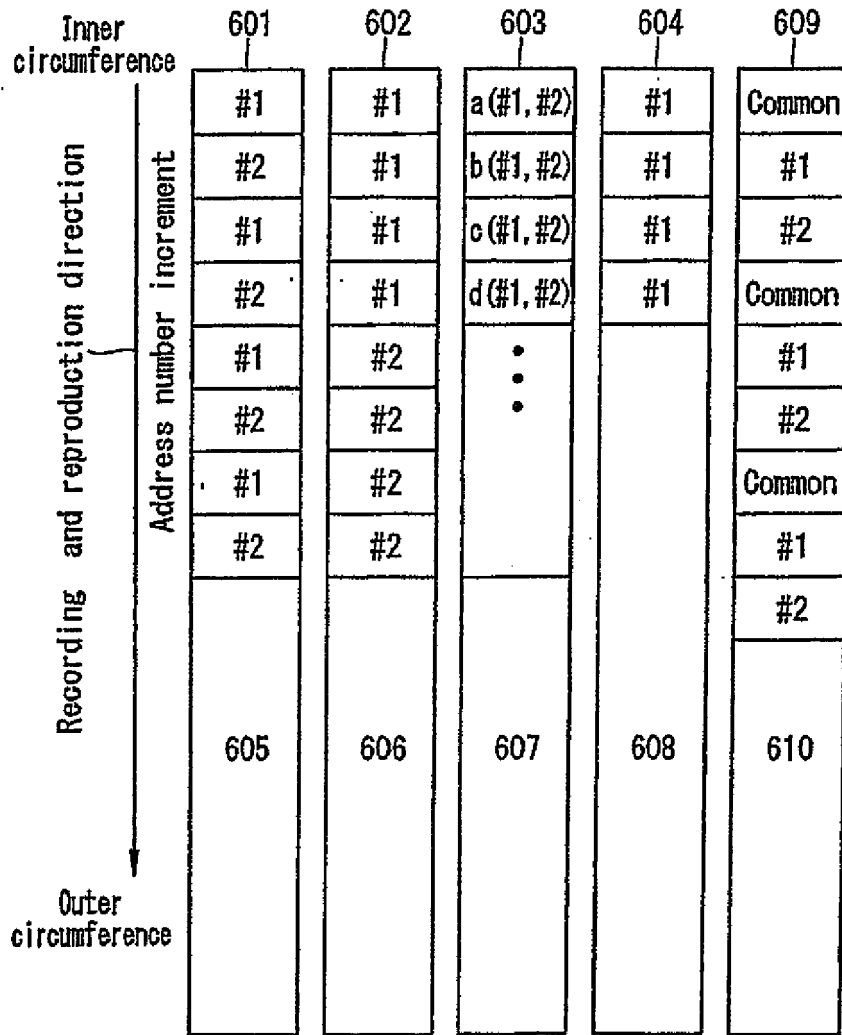 Inner circumference
601 602 603 604 609
#1 #1 a(#1,#2) #1 Common
#2 #1 b(#1,#2) #1 #1
#1 #1 c(#1,#2) #1 #2
#2 #1 d(#1,#2) #1 Common
#1 #2 #1
#2 #2 #2
#1 #2 Common
#2 #2 #1
#2
605 606 607 608 610
Recording and reproduction direction
Address number increment
Outer circumference